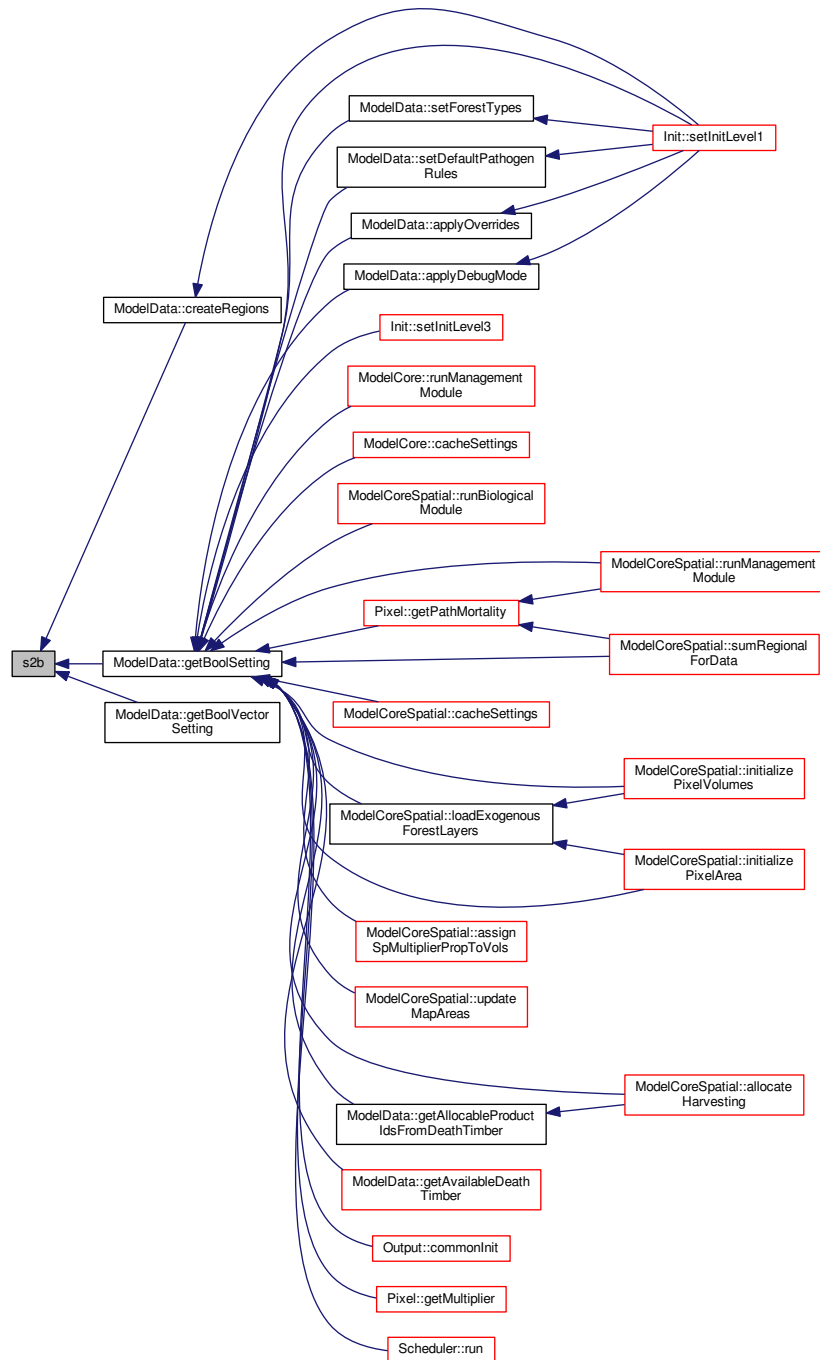 ModelData::setForestTypes
Init::setInitLevel1
ModelData::setDefaultPathogen
Rules
ModelData::applyOverrides
ModelData::applyDebugMode
ModelData::createRegions
Init::setInitLevel3
ModelCore::runManagement
Module
ModelCore::cacheSettings
ModelCoreSpatial::runBiological
Module
ModelCoreSpatial::runManagement
Module
Pixel::getPathMortality
ModelCoreSpatial::sumRegional
ForData
s2b
ModelData::getBoolSetting
ModelData::getBoolVector
Setting
ModelCoreSpatial::cacheSettings
ModelCoreSpatial::initialize
PixelVolumes
ModelCoreSpatial::loadExogenous
ForestLayers
ModelCoreSpatial::initialize
PixelArea
ModelCoreSpatial::assign
SpMultiplierPropToVols
ModelCoreSpatial::update
MapAreas
ModelCoreSpatial::allocate
Harvesting
ModelData::getAllocableProduct
IdsFromDeathTimber
ModelData::getAvailableDeath
Timber
Output::commonInit
Pixel::getMultiplier
Scheduler::run